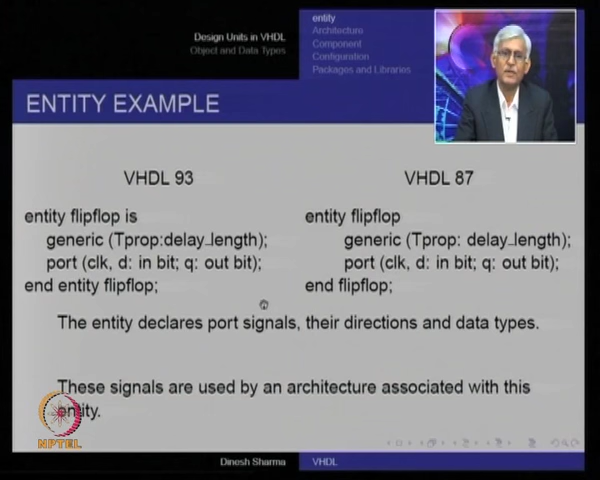 Design Units in VHDL
Object and Data Types
entity
Architecture
Component
Configuration
Packages and Libraries
ENTITY EXAMPLE
VHDL 93
entity flipflop is
generic (Tprop:delay_length);
port (clk, d: in bit; q: out bit);
end entity flipflop;
VHDL 87
entity flipflop
generic (Tprop: delay_length);
port (clk, d: in bit; q: out bit);
end flipflop;
The entity declares port signals, their directions and data types.
These signals are used by an architecture associated with this
entity.
NPTEL
Dinesh Sharma
VHDL